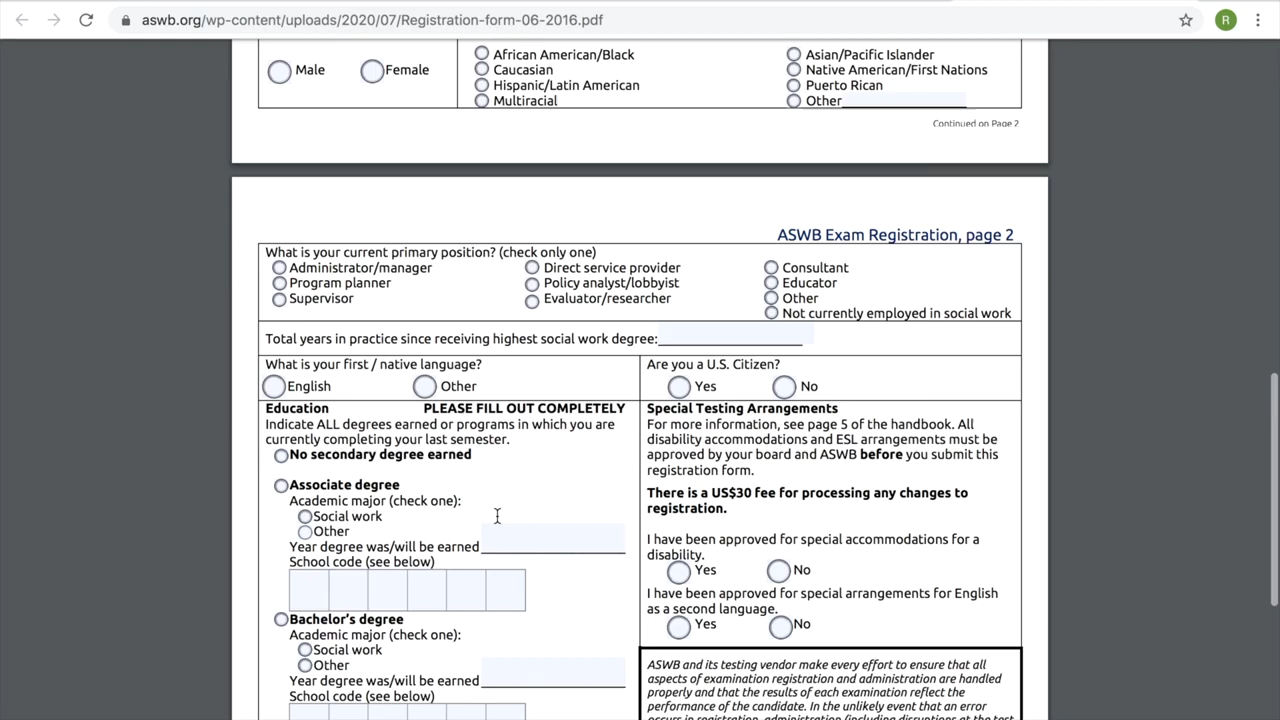 aswb.org/wp-content/uploads/2020/07/Registration-form-06-2016.pdf
R
Male Female
African American/Black
Caucasian
Hispanic/Latin American
Multiracial
Asian/Pacific Islander
Native American/First Nations
Puerto Rican
Other
Continued on Page 2
ASWB Exam Registration, page 2
What is your current primary position? (check only one)
Administrator/manager
Program planner
Supervisor
Direct service provider
Policy analyst/lobbyist
Evaluator/researcher
Consultant
Educator
Other
Not currently employed in social work
Total years in practice since receiving highest social work degree:
What is your first / native language?
English Other
Are you a U.S. Citizen?
Yes No
Education PLEASE FILL OUT COMPLETELY
Indicate ALL degrees earned or programs in which you are
currently completing your last semester.
No secondary degree earned
Associate degree
Academic major (check one):
Social work
Other
Year degree was/will be earned
School code (see below)
Bachelor's degree
Academic major (check one):
Social work
Other
Year degree was/will be earned
School code (see below)
Special Testing Arrangements
For more information, see page 5 of the handbook. All
disability accommodations and ESL arrangements must be
approved by your board and ASWB before you submit this
registration form.
There is a US$30 fee for processing any changes to
registration.
I have been approved for special accommodations for a
disability.
Yes No
I have been approved for special arrangements for English
as a second language.
Yes No
ASWB and its testing vendor make every effort to ensure that all
aspects of examination registration and administration are handled
properly and that the results of each examination reflect the
performance of the candidate. In the unlikely event that an error
occurs in registration, administration (including disruptions at the test